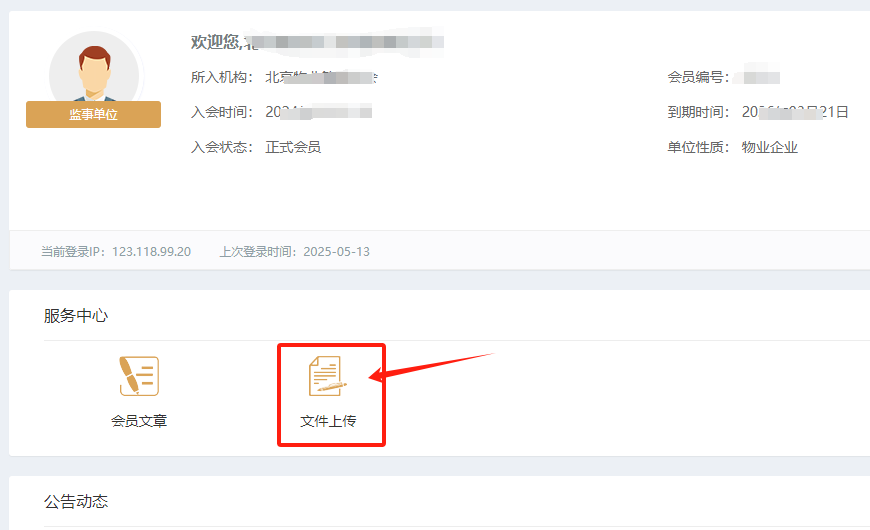 欢迎您,
所入机构： 北京
会员编号：
监事单位
入会时间：
到期时间： 21日
入会状态： 正式会员
单位性质： 物业企业
当前登录IP：123.118.99.20 上次登录时间：2025-05-13
服务中心
会员文章
文件上传
公告动态